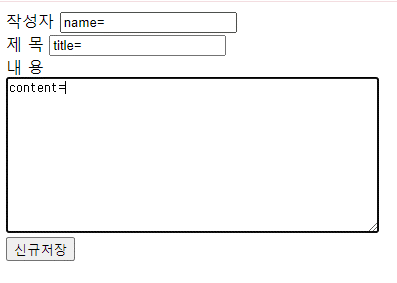 작성자 name=
제 목 title=
내 용
content=
신규저장